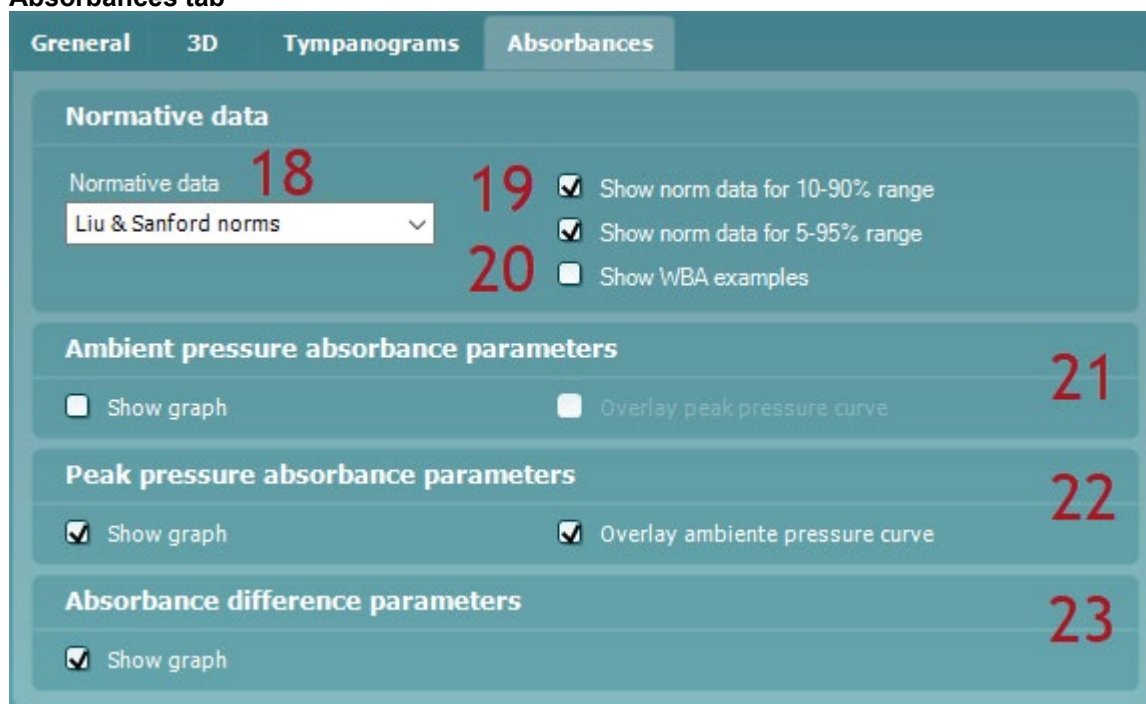 Absorbances tab
Greneral 3D Tympanograms Absorbances
Normative data
Normative data 18
Liu & Sanford norms
19 Show norm data for 10-90% range
Show norm data for 5-95% range
20 Show WBA examples
Ambient pressure absorbance parameters
21
Show graph Overlay peak pressure curve
Peak pressure absorbance parameters
22
Show graph Overlay ambiente pressure curve
Absorbance difference parameters
23
Show graph